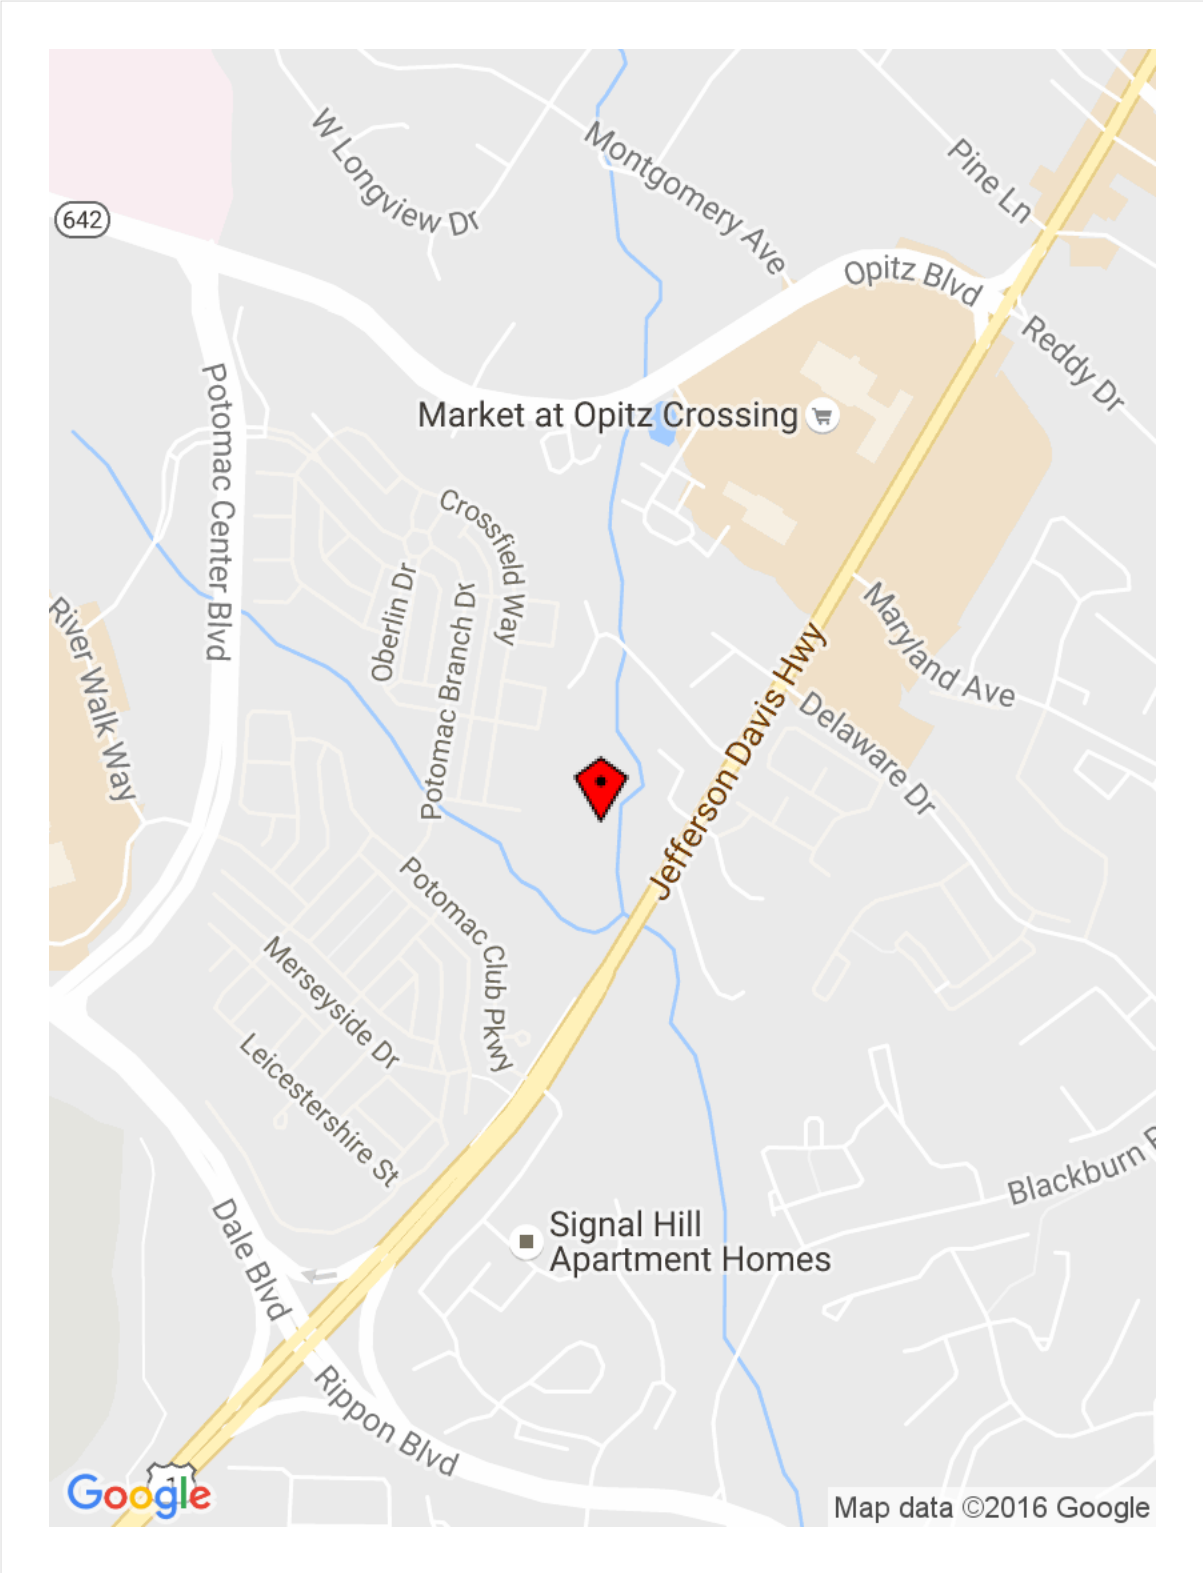 W Longview Dr
Montgomery Ave
Pine Ln
642
Opitz Blvd
Reddy Dr
Potomac Center Blvd
Market at Opitz Crossing
Crossfield Way
Oberlin Dr
Potomac Branch Dr
River Walk Way
Maryland Ave
Jefferson Davis Hwy
Delaware Dr
Potomac Club Pkwy
Merseyside Dr
Leicestershire St
Blackburn
Dale Blvd
Signal Hill
Apartment Homes
Rippon Blvd
1
Google
Map data ©2016 Google